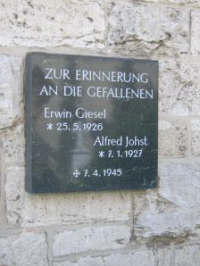 ZUR ERINNERUNG
AN DIE GEFALLENEN
Erwin Giesel
* 25. 5. 1926
Alfred Johst
* 7. 1. 1927
✠ 7. 4. 1945